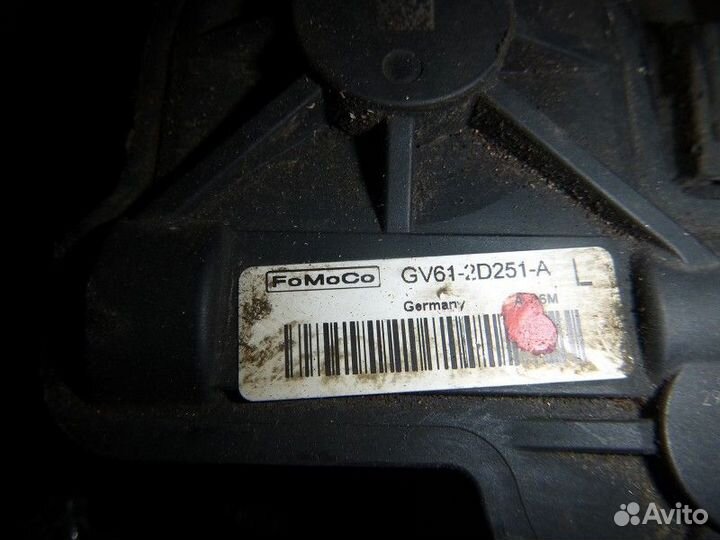 FoMoCo GV61-2D251-A L
Germany
Avito